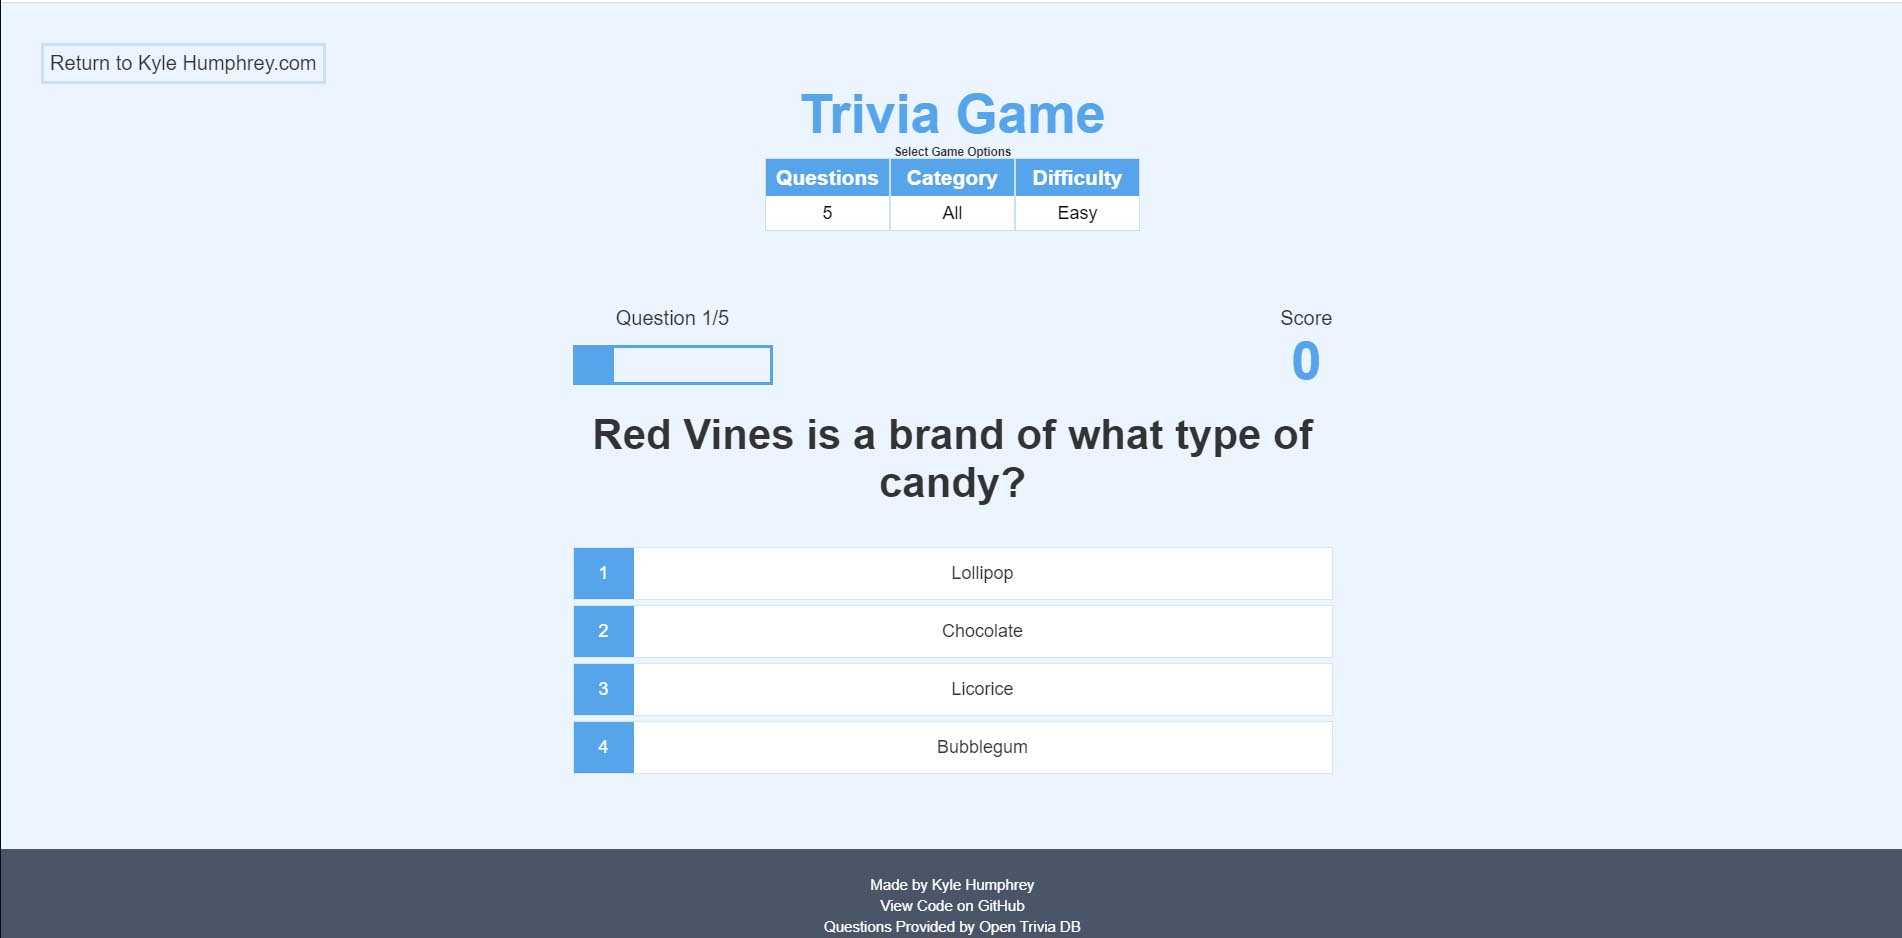 Return to Kyle Humphrey.com
Trivia Game
Select Game Options
Questions Category Difficulty
5 All Easy
Question 1/5 Score
0
Red Vines is a brand of what type of
candy?
1 Lollipop
2 Chocolate
3 Licorice
4 Bubblegum
Made by Kyle Humphrey
View Code on GitHub
Questions Provided by Open Trivia DB